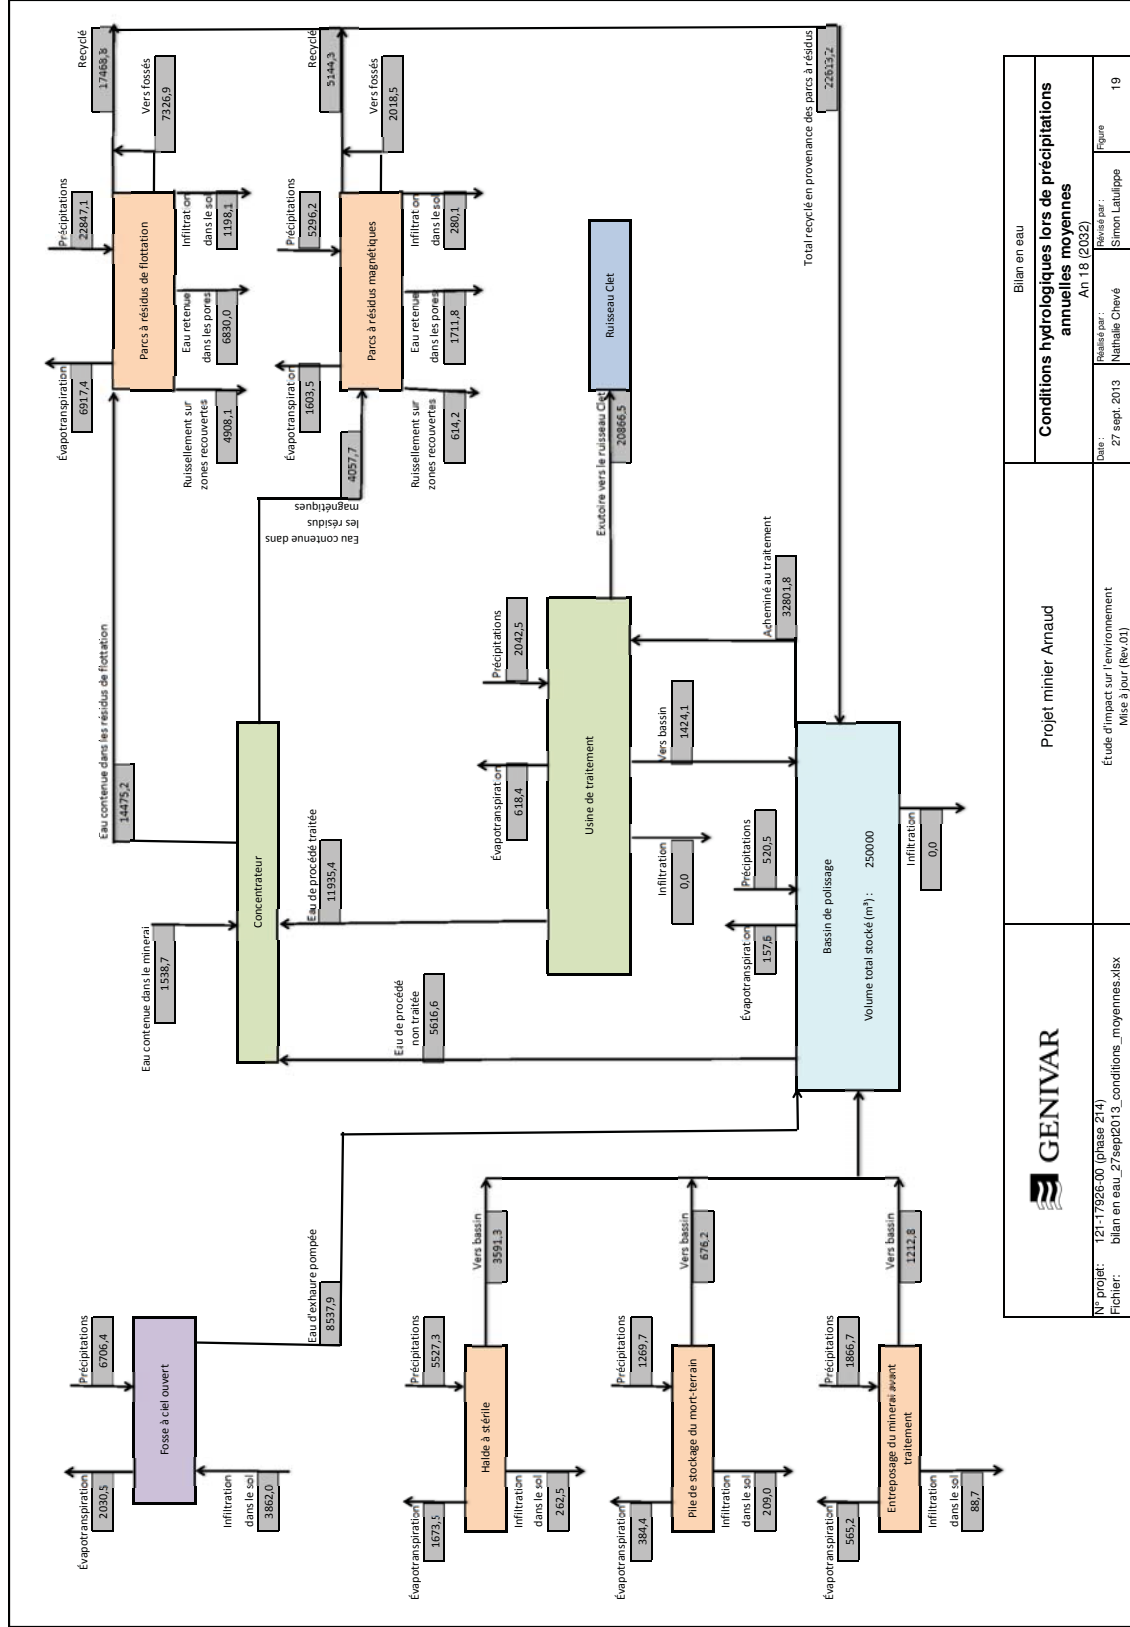 Évapotranspiration
2030,5
Précipitations
6706,4
Fosse à ciel ouvert
Infiltration
dans le sol
3862,0
Eau d'exhaure pompée
8537,9
Évapotranspiration
1673,5
Précipitations
5527,3
Halde à stérile
Vers bassin
3591,3
Infiltration
dans le sol
262,5
Évapotranspiration
384,4
Précipitations
1269,7
Pile de stockage du mort-terrain
Vers bassin
676,2
Infiltration
dans le sol
209,0
Évapotranspiration
565,2
Précipitations
1866,7
Entreposage du minerai avant
traitement
Vers bassin
1212,8
Infiltration
dans le sol
88,7
Eau contenue dans le minerai
1538,7
Concentrateur
Eau de procédé
non traitée
5616,6
Eau de procédé traitée
11935,4
Eau contenue dans les résidus de flottation
14475,2
Eau contenue dans
les résidus
magnétiques
4057,7
Évapotranspiration
618,4
Précipitations
2042,5
Usine de traitement
Infiltration
0,0
Vers bassin
1424,1
Acheminé au traitement
32801,8
Exutoire vers le ruisseau Clet
20866,5
Ruisseau Clet
Évapotranspiration
157,6
Précipitations
520,5
Bassin de polissage
Volume total stocké (m³) : 250000
Infiltration
0,0
Évapotranspiration
6917,4
Précipitations
22847,1
Parcs à résidus de flottation
Ruissellement sur
zones recouvertes
4908,1
Eau retenue
dans les pores
6830,0
Infiltration
dans le sol
1198,1
Vers fossés
7326,9
Recyclé
17468,8
Évapotranspiration
1603,5
Précipitations
5296,2
Parcs à résidus magnétiques
Ruissellement sur
zones recouvertes
614,2
Eau retenue
dans les pores
1711,8
Infiltration
dans le sol
280,1
Vers fossés
2018,5
Recyclé
5144,3
Total recyclé en provenance des parcs à résidus
22613,2
GENIVAR
N° projet: 121-17926-00 (phase 214)
Fichier: bilan en eau_27sept2013_conditions_moyennes.xlsx
Projet minier Arnaud
Étude d'impact sur l'environnement
Mise à jour (Rev.01)
Bilan en eau
Conditions hydrologiques lors de précipitations
annuelles moyennes
An 18 (2032)
Date :
27 sept. 2013
Réalisé par :
Nathalie Chevé
Révisé par :
Simon Latulippe
Figure
19